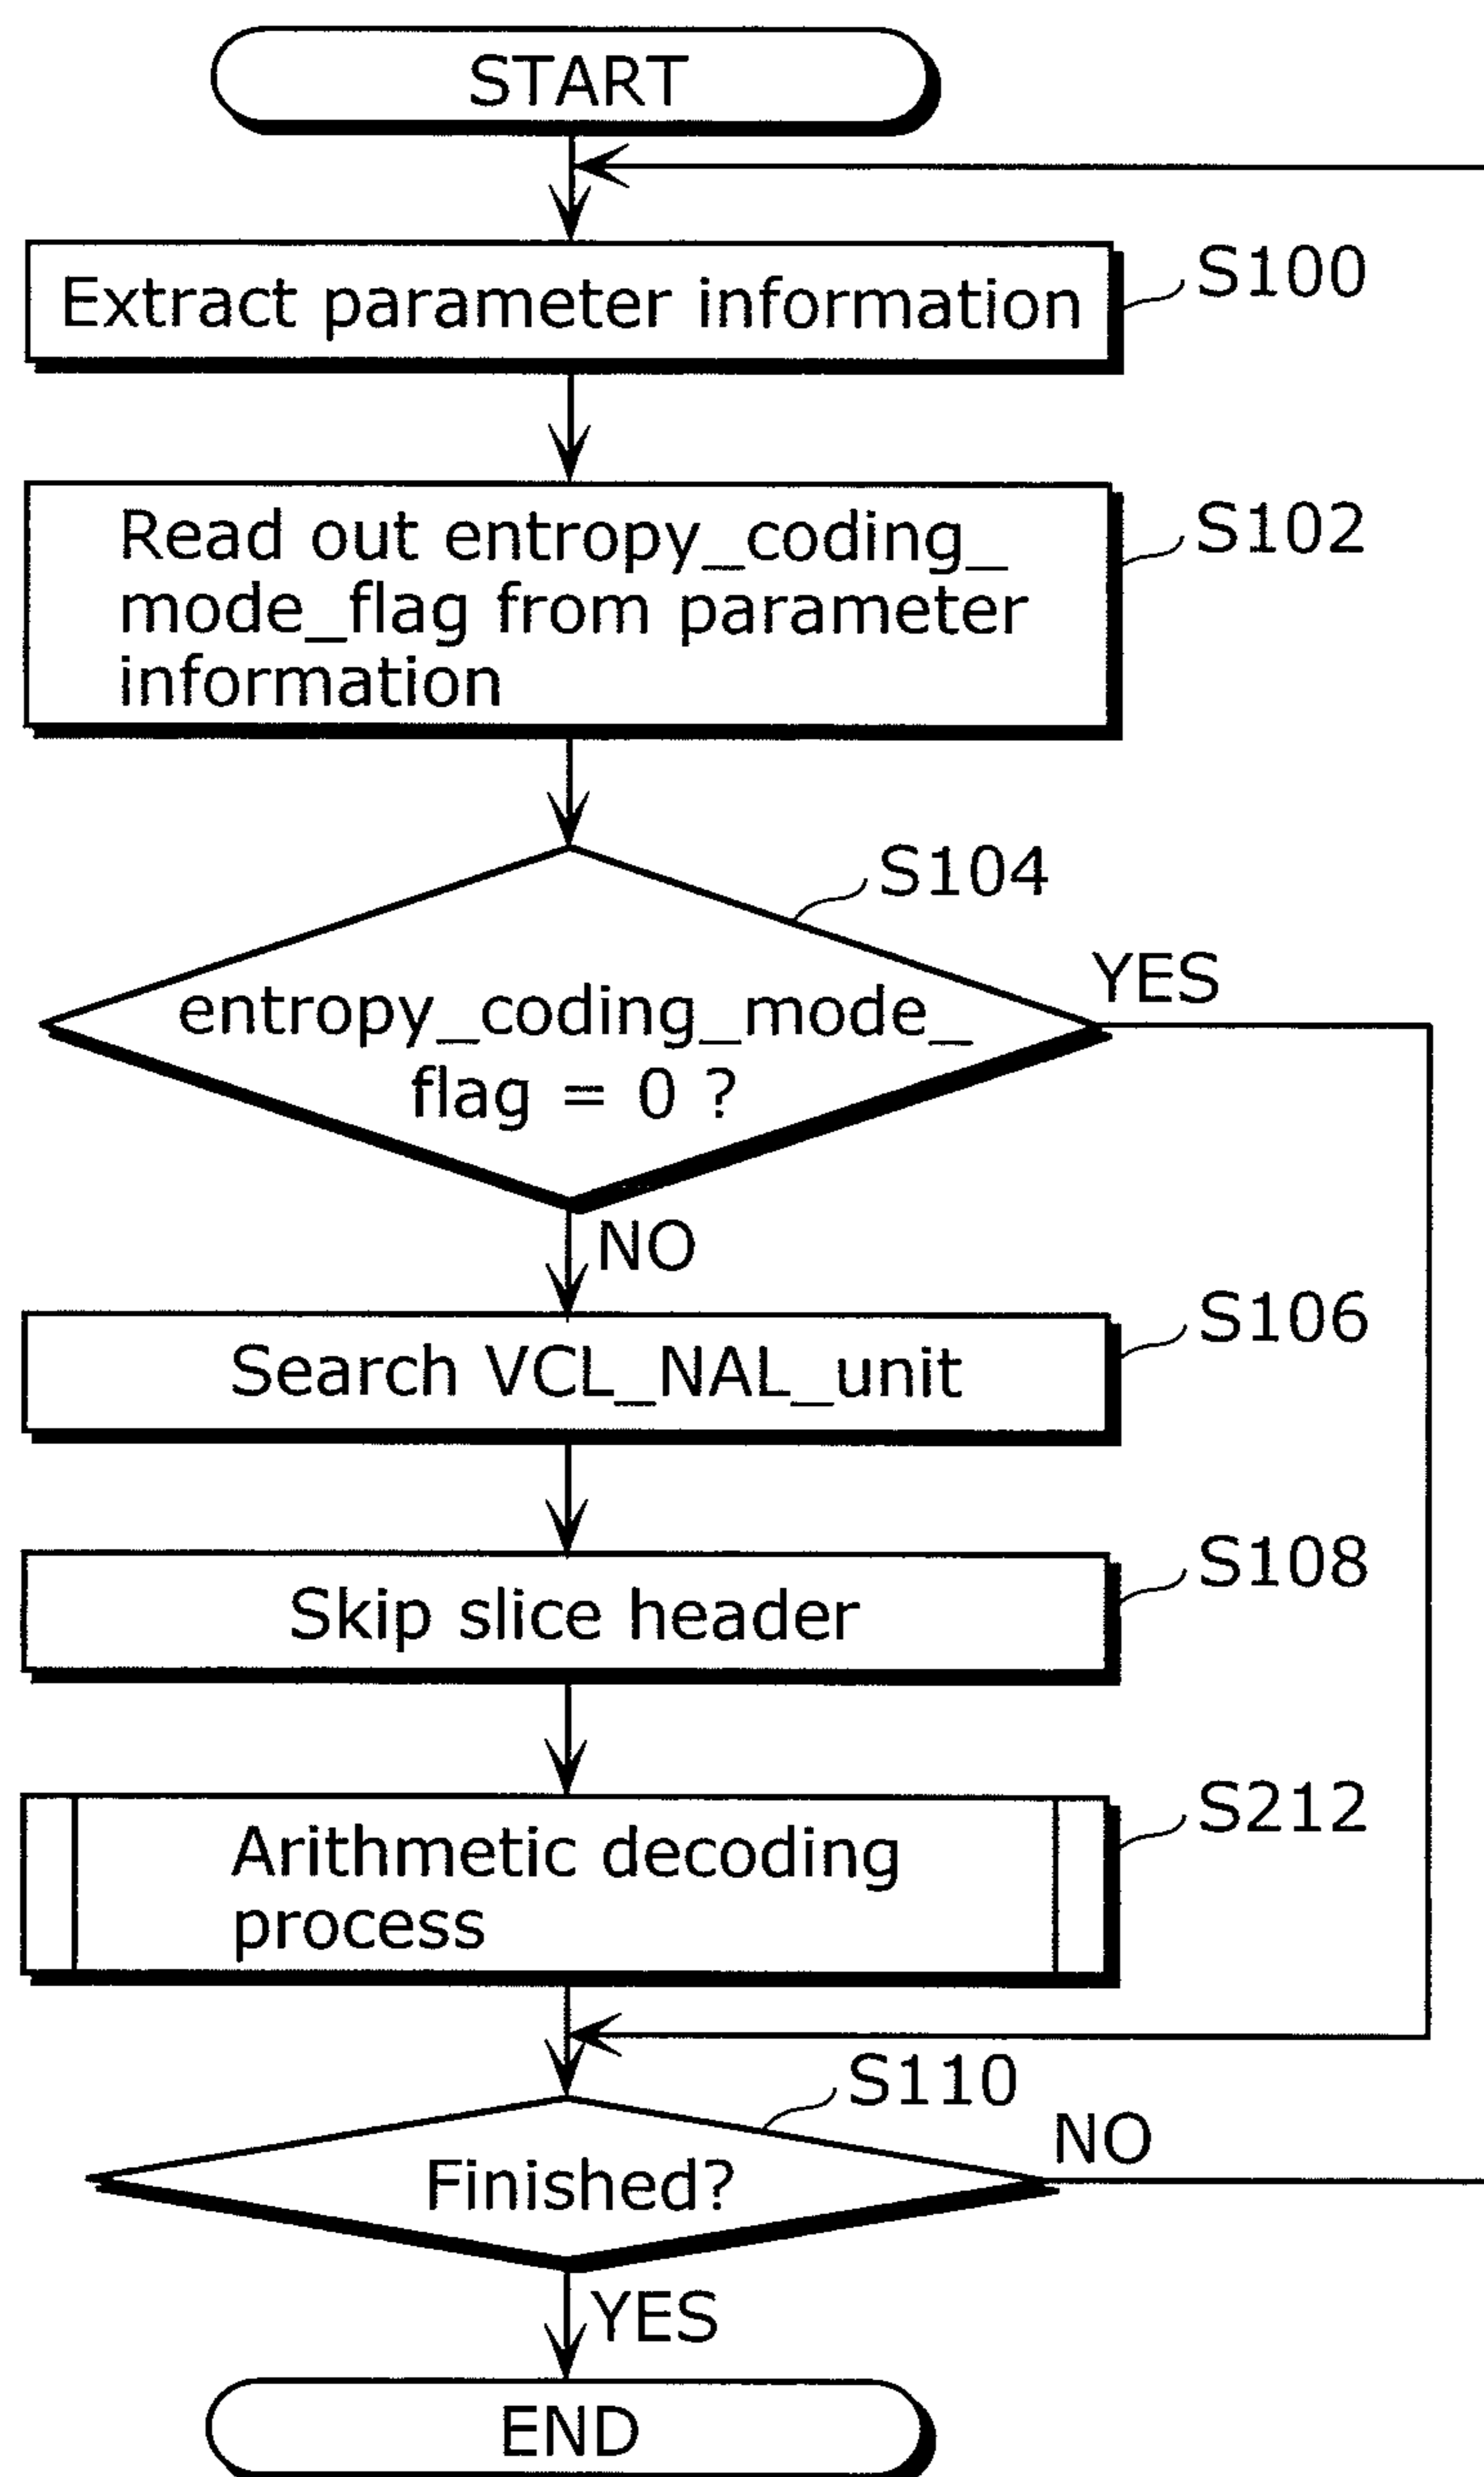 START
Extract parameter information
S100
Read out entropy_coding_
mode_flag from parameter
information
S102
S104
entropy_coding_mode_
flag = 0 ?
YES
NO
Search VCL_NAL_unit
S106
Skip slice header
S108
Arithmetic decoding
process
S212
S110
Finished?
NO
YES
END